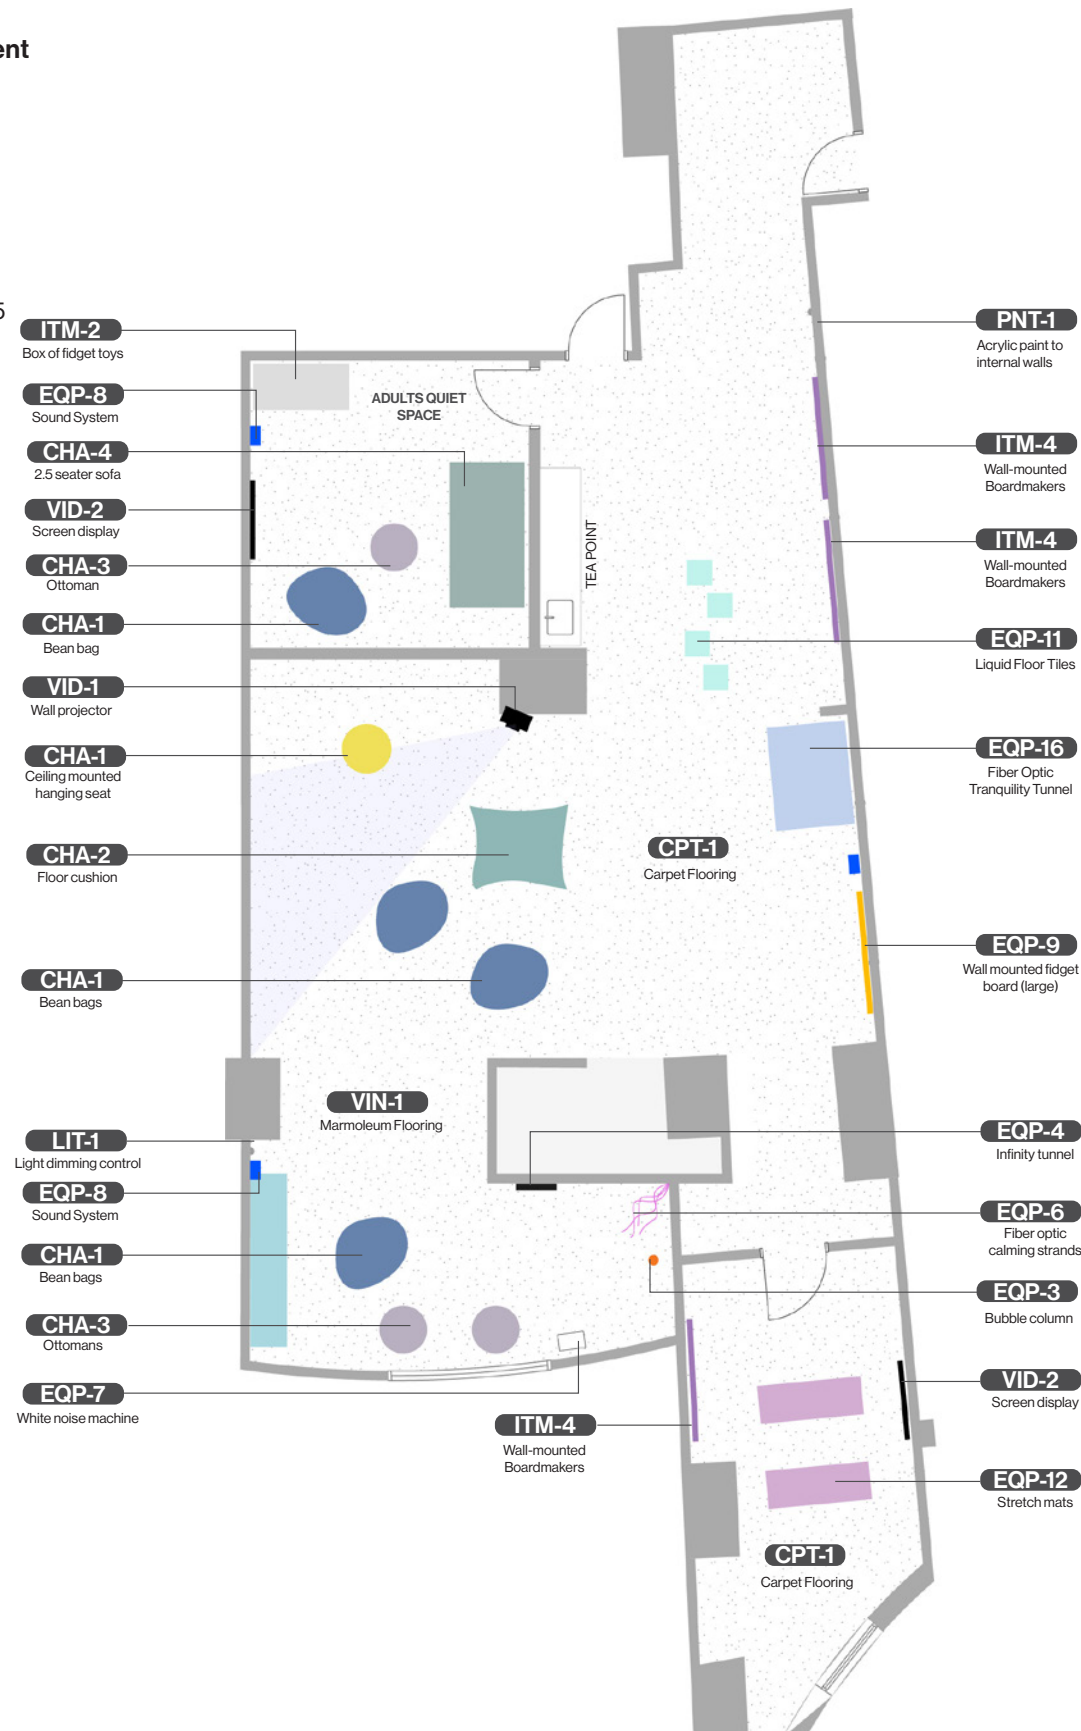 ent
5
ITM-2
Box of fidget toys
EQP-8
Sound System
CHA-4
2.5 seater sofa
VID-2
Screen display
CHA-3
Ottoman
CHA-1
Bean bag
VID-1
Wall projector
CHA-1
Ceiling mounted
hanging seat
CHA-2
Floor cushion
CHA-1
Bean bags
LIT-1
Light dimming control
EQP-8
Sound System
CHA-1
Bean bags
CHA-3
Ottomans
EQP-7
White noise machine
ADULTS QUIET
SPACE
TEA POINT
CPT-1
Carpet Flooring
VIN-1
Marmoleum Flooring
ITM-4
Wall-mounted
Boardmakers
CPT-1
Carpet Flooring
PNT-1
Acrylic paint to
internal walls
ITM-4
Wall-mounted
Boardmakers
ITM-4
Wall-mounted
Boardmakers
EQP-11
Liquid Floor Tiles
EQP-16
Fiber Optic
Tranquility Tunnel
EQP-9
Wall mounted fidget
board (large)
EQP-4
Infinity tunnel
EQP-6
Fiber optic
calming strands
EQP-3
Bubble column
VID-2
Screen display
EQP-12
Stretch mats